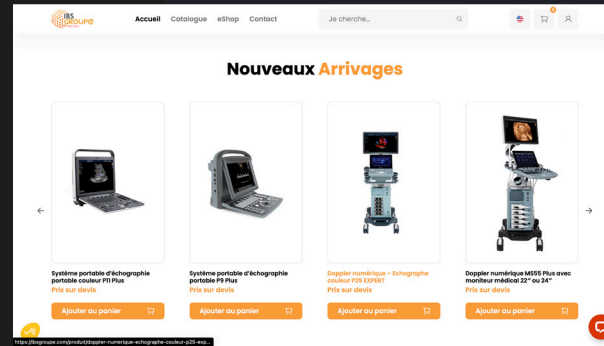 IBS
GROUPE
Accueil Catalogue eShop Contact
Je cherche...
0
Nouveaux Arrivages
Système portable d'échographie
portable couleur P11 Plus
Prix sur devis
Ajouter au panier
Système portable d'échographie
portable P9 Plus
Prix sur devis
Ajouter au panier
Doppler numérique – Echographe
couleur P25 EXPERT
Prix sur devis
Ajouter au panier
Doppler numérique MS55 Plus avec
moniteur médical 22" ou 24"
Prix sur devis
Ajouter au panier
https://ibsgroupe.com/produit/doppler-numerique-echographe-couleur-p25-exp...